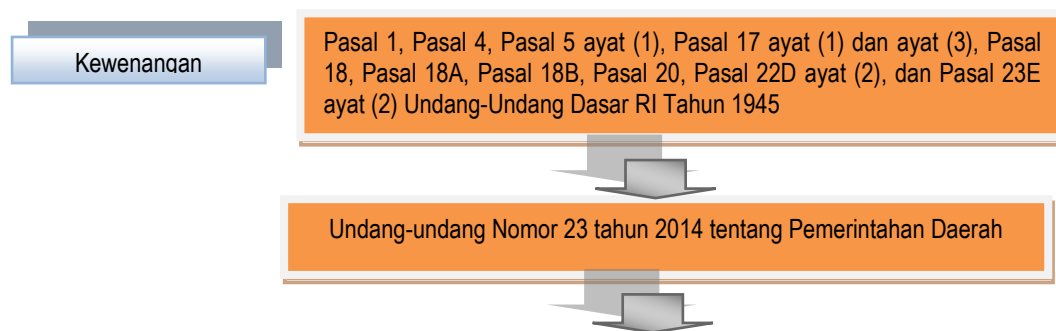 Kewenangan
Pasal 1, Pasal 4, Pasal 5 ayat (1), Pasal 17 ayat (1) dan ayat (3), Pasal
18, Pasal 18A, Pasal 18B, Pasal 20, Pasal 22D ayat (2), dan Pasal 23E
ayat (2) Undang-Undang Dasar RI Tahun 1945
Undang-undang Nomor 23 tahun 2014 tentang Pemerintahan Daerah